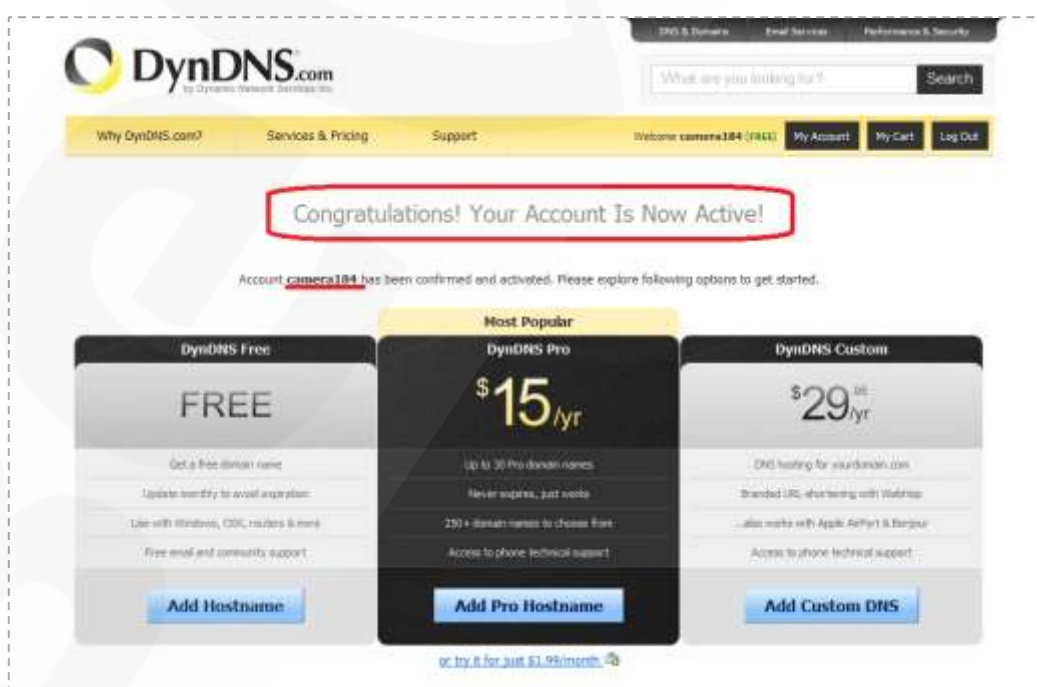 DNS & Domains Email Services Performance & Security
DynDNS.com
by Dynamic Network Services Inc.
What are you looking for? Search
Why DynDNS.com? Services & Pricing Support Welcome camera184 (FREE) My Account My Cart Log Out
Congratulations! Your Account Is Now Active!
Account camera184 has been confirmed and activated. Please explore following options to get started.
Most Popular
DynDNS Free DynDNS Pro DynDNS Custom
FREE $15/yr $29/yr
Get a free domain name Up to 30 Pro domain names DNS hosting for yourdomain.com
Update monthly to avoid expiration Never expires, just works Branded URL-shortening with WebHop
Use with Windows, OSX, routers & more 250+ domain names to choose from ...also works with Apple AirPort & Bonjour
Free email and community support Access to phone technical support Access to phone technical support
Add Hostname Add Pro Hostname Add Custom DNS
or try it for just $1.99/month